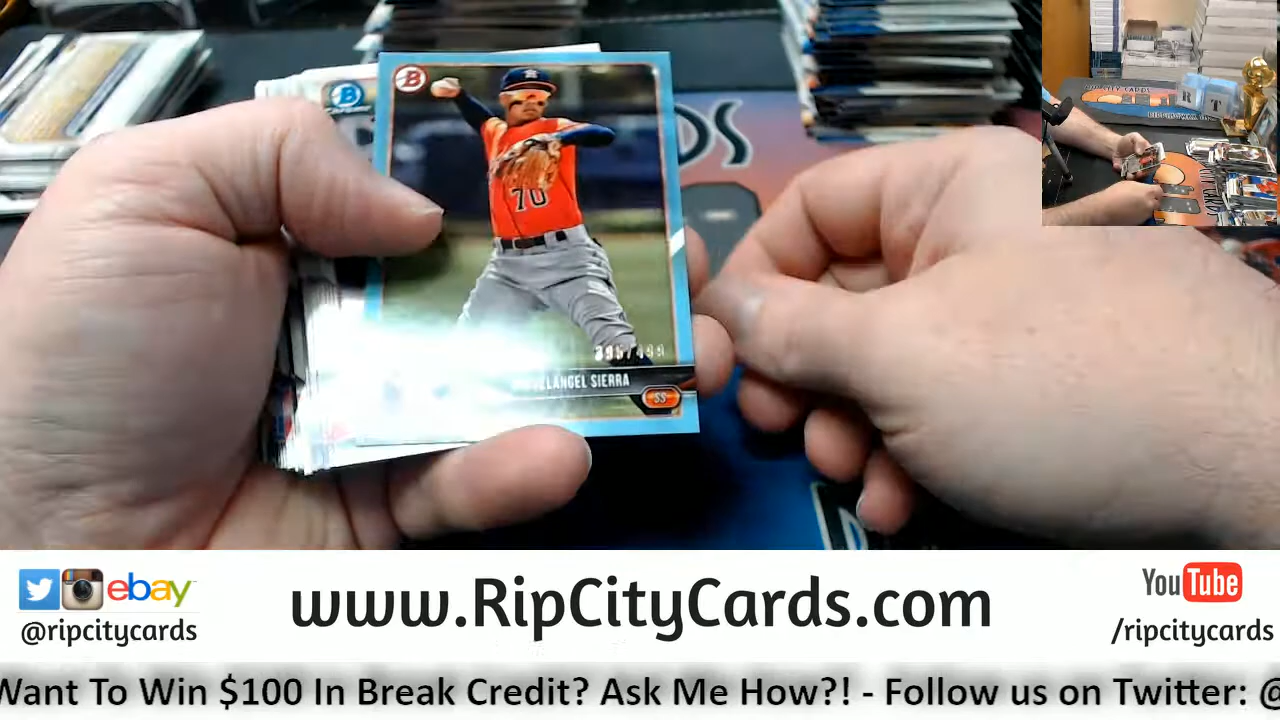 B
70
SIERRA
SS
DS
ebay
@ripcitycards
www.RipCityCards.com
YouTube
/ripcitycards
Want To Win $100 In Break Credit? Ask Me How?! - Follow us on Twitter: @